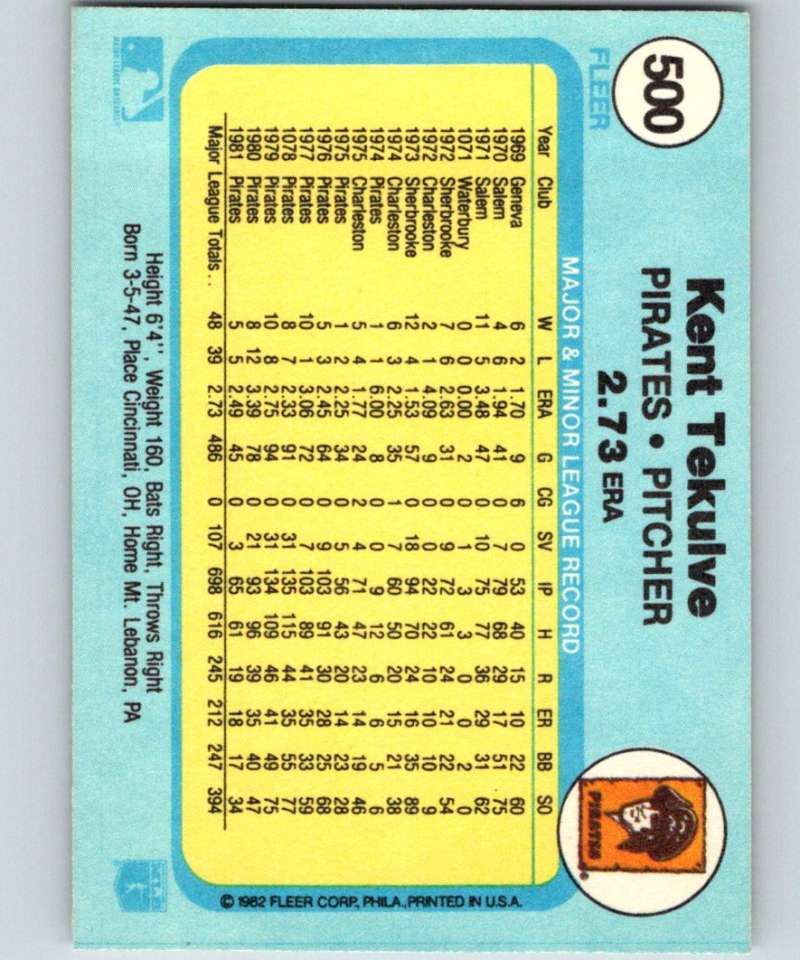 500
FLEER
Kent Tekulve
PIRATES • PITCHER
2.73 ERA
PIRATES
MAJOR & MINOR LEAGUE RECORD
Year Club W L ERA G CG SV IP H R ER BB SO
1969 Geneva 6 2 1.70 9 6 0 53 40 15 10 22 60
1970 Salem 4 6 1.94 41 0 7 79 68 29 17 51 75
1971 Salem 11 5 3.48 47 0 10 75 77 36 29 31 62
1071 Waterbury 0 0 0.00 2 0 1 3 3 0 0 2 0
1972 Sherbrooke 7 6 2.63 31 0 9 72 61 24 21 22 54
1972 Charleston 2 1 4.09 9 0 0 22 22 10 10 10 9
1973 Sherbrooke 12 4 1.53 57 0 18 94 70 24 16 35 89
1974 Charleston 6 3 2.25 35 1 7 60 50 20 15 21 38
1974 Pirates 1 1 6.00 8 0 0 9 12 6 6 5 6
1975 Charleston 5 4 1.77 24 2 4 71 47 23 14 19 46
1975 Pirates 1 2 2.25 34 0 5 56 43 20 14 23 28
1976 Pirates 5 3 2.45 64 0 9 103 91 30 28 25 68
1977 Pirates 10 1 3.06 72 0 7 103 89 41 35 33 59
1078 Pirates 8 7 2.33 91 0 31 135 115 44 35 55 77
1979 Pirates 10 8 2.75 94 0 31 134 109 46 41 49 75
1980 Pirates 8 12 3.39 78 0 21 93 96 39 35 40 47
1981 Pirates 5 5 2.49 45 0 3 65 61 19 18 17 34
Major League Totals.. 48 39 2.73 486 0 107 698 616 245 212 247 394
Height 6'4", Weight 160, Bats Right, Throws Right
Born 3-5-47, Place Cincinnati, OH, Home Mt. Lebanon, PA
© 1982 FLEER CORP., PHILA., PRINTED IN U.S.A.